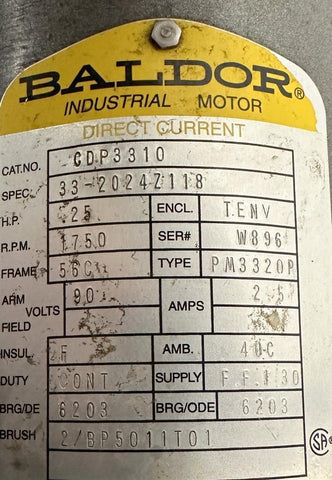 BALDOR®
INDUSTRIAL MOTOR
DIRECT CURRENT
CAT.NO. CDP3310
SPEC. 33-2024Z118
H.P. .25 ENCL. TENV
R.P.M. 1750 SER# W896
FRAME 56C TYPE PM3320P
ARM VOLTS 90 AMPS 2.5
FIELD
INSUL F AMB. 40C
DUTY CONT SUPPLY F.F.130
BRG/DE 6203 BRG/ODE 6203
BRUSH 2/BP5011T01